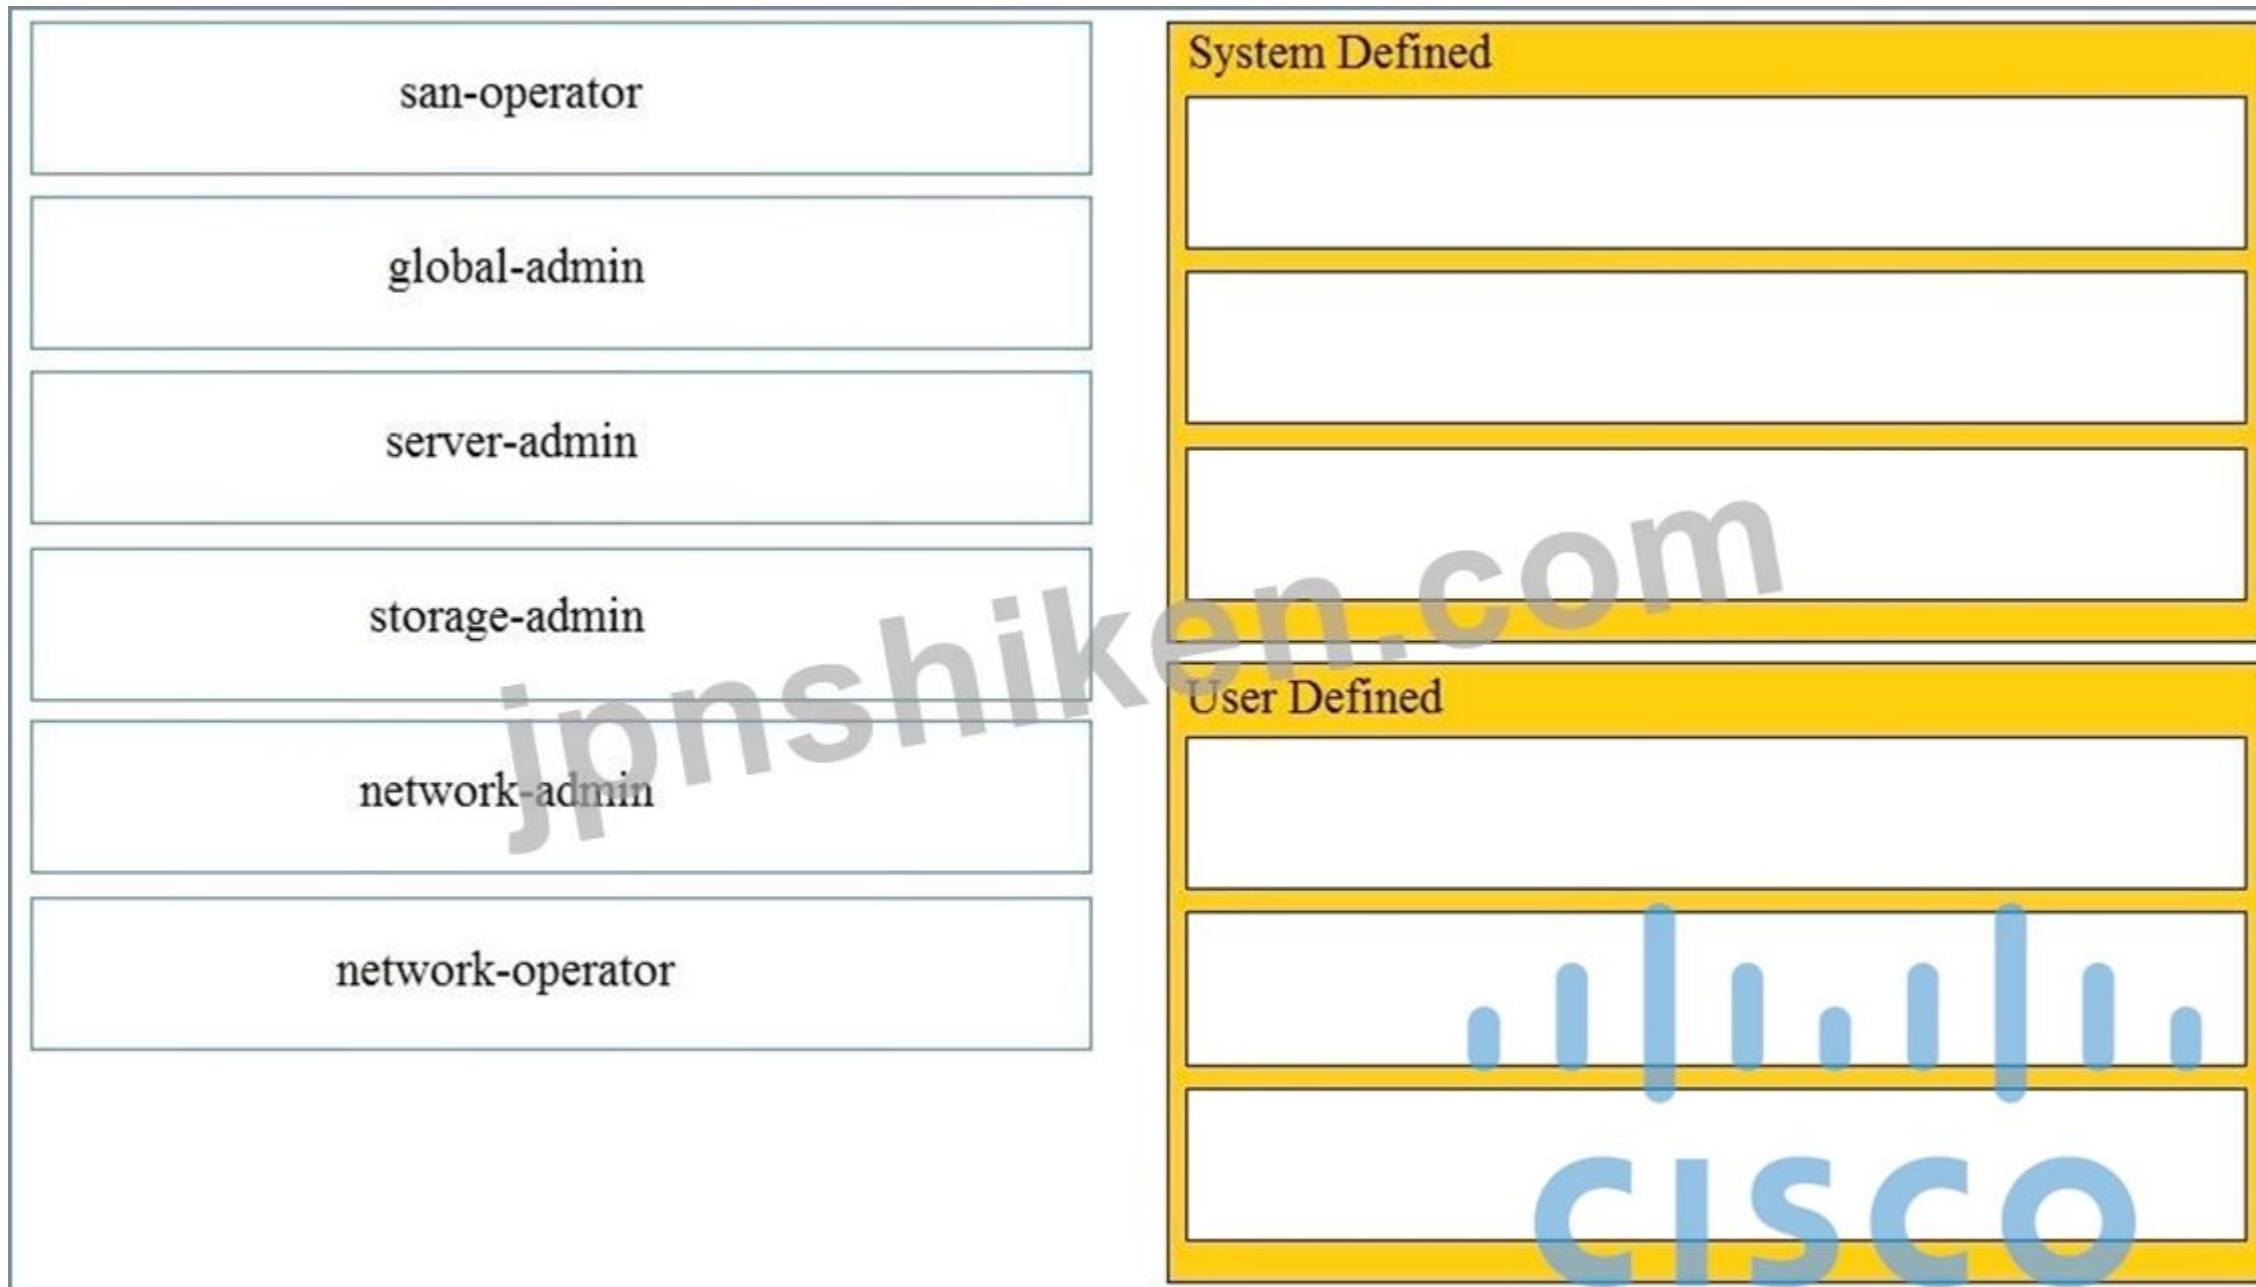 san-operator
global-admin
server-admin
storage-admin
network-admin
network-operator
System Defined
User Defined
jpnshiken.com
CISCO